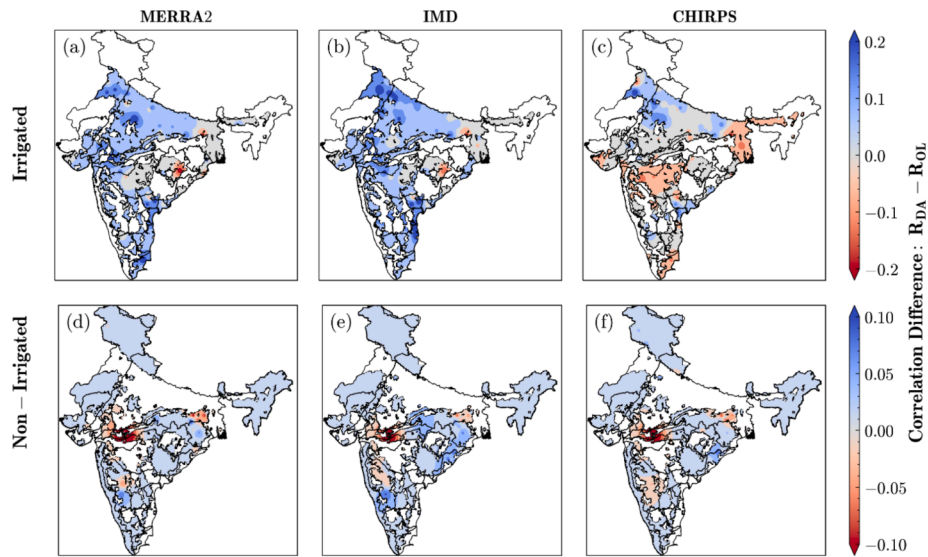 MERRA2 IMD CHIRPS
(a) (b) (c)
Irrigated
0.2
0.1
0.0
−0.1
−0.2
(d) (e) (f)
Non − Irrigated
0.10
0.05
0.00
−0.05
−0.10
Correlation Difference : R_DA − R_OL